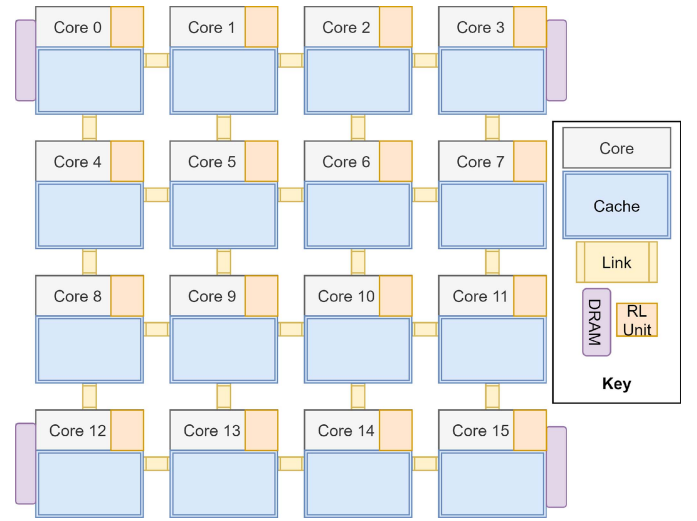 Core 0
Core 1
Core 2
Core 3
Core 4
Core 5
Core 6
Core 7
Core 8
Core 9
Core 10
Core 11
Core 12
Core 13
Core 14
Core 15
Core
Cache
Link
DRAM
RL
Unit
Key